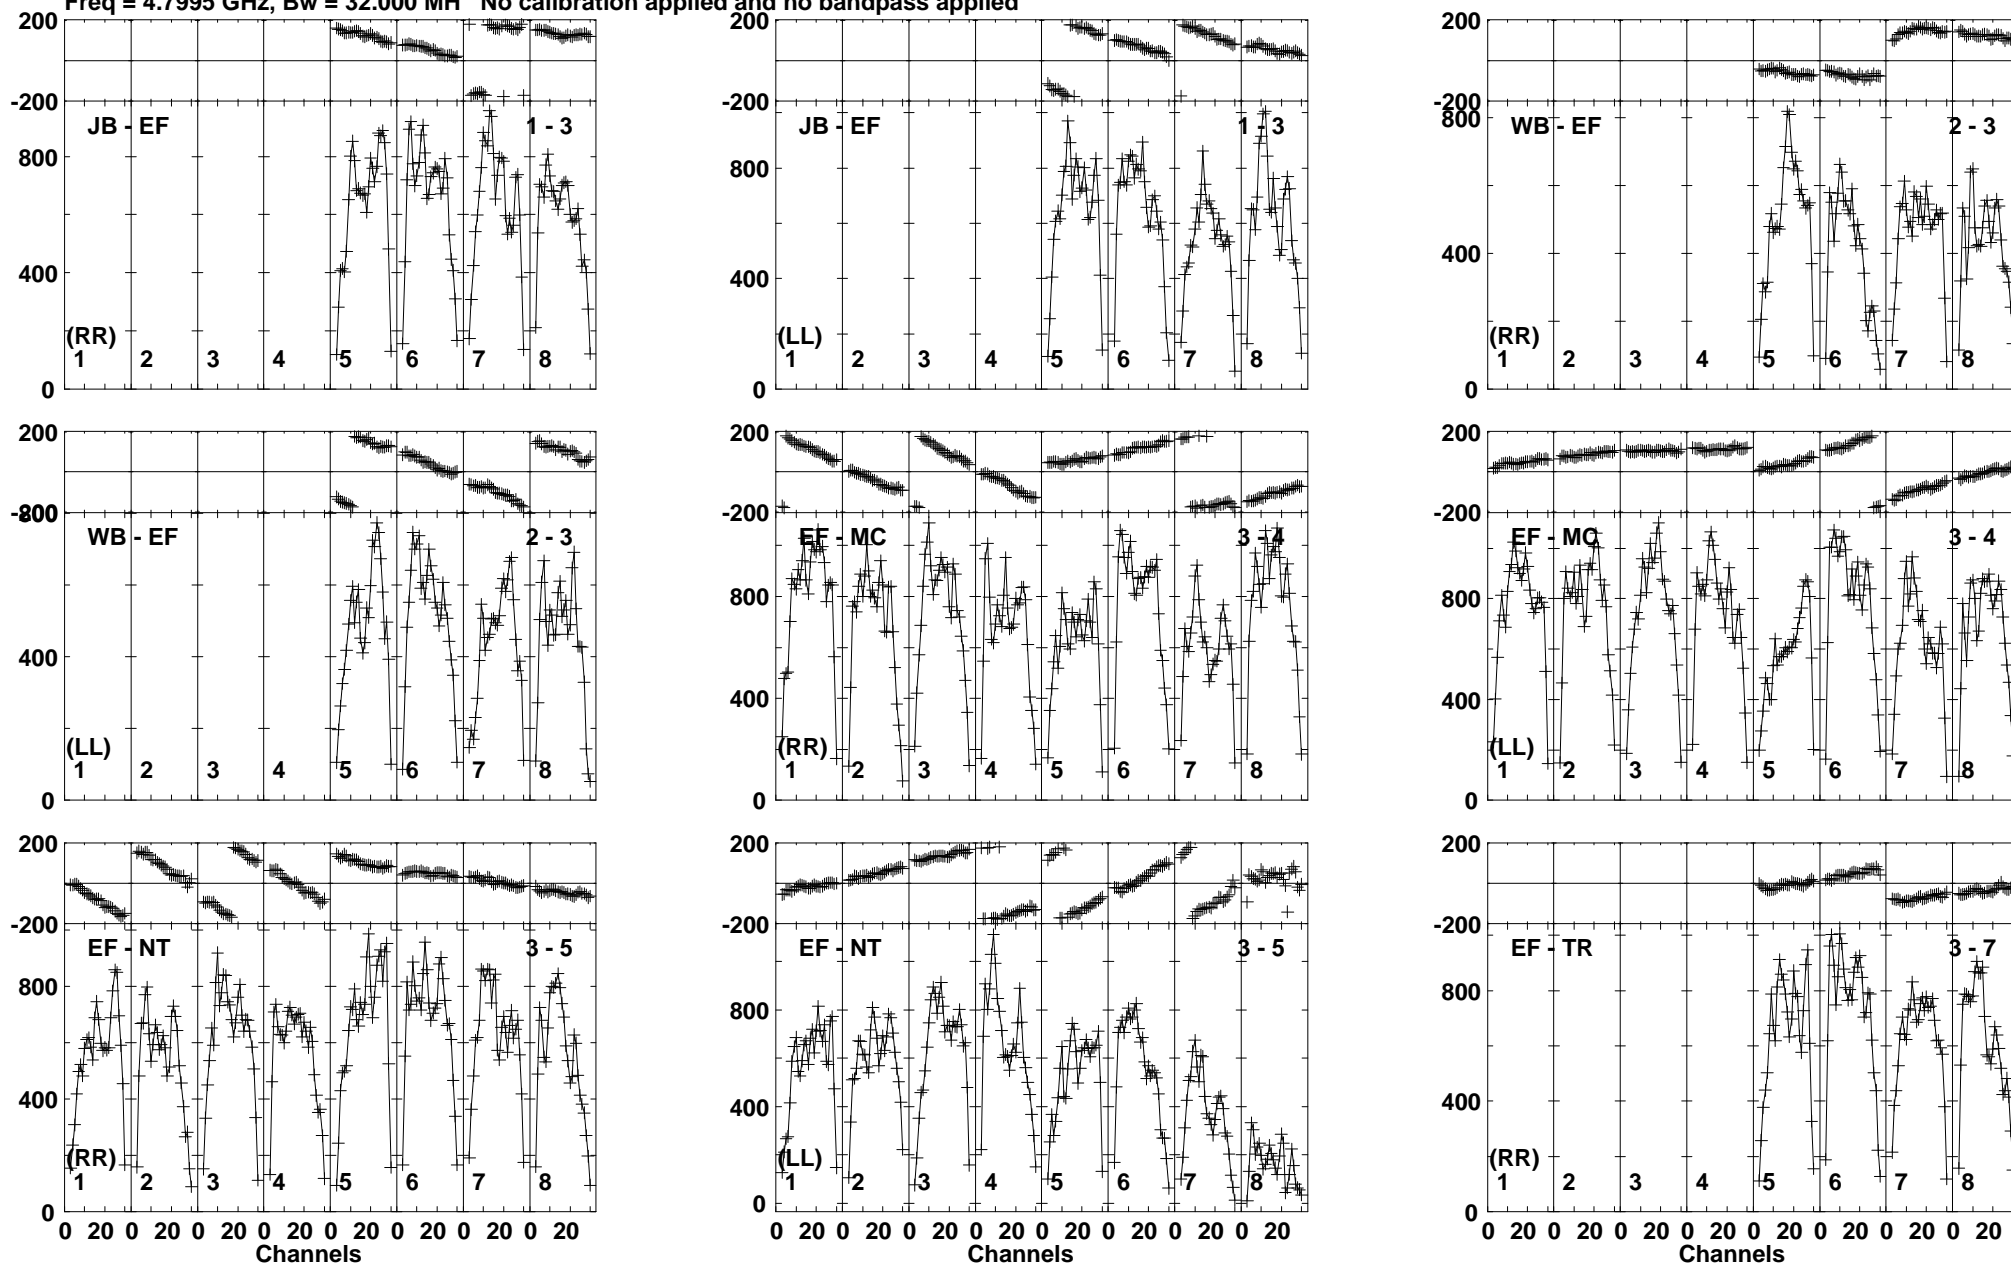 Freq = 4.7995 GHz, Bw = 32.000 MH   No calibration applied and no bandpass applied
200 200 200
-200 -200 -200
JB - EF 1 - 3 JB - EF 1 - 3 WB - EF 2 - 3
800 800 800
400 400 400
(RR) (LL) (RR)
1 2 3 4 5 6 7 8 1 2 3 4 5 6 7 8 1 2 3 4 5 6 7 8
0 0 0
200 200 200
-200 -200 -200
800
WB - EF 2 - 3 EF - MC 3 - 4 EF - MC 3 - 4
800 800
400 400 400
(LL) (RR) (LL)
1 2 3 4 5 6 7 8 1 2 3 4 5 6 7 8 1 2 3 4 5 6 7 8
0 0 0
200 200 200
-200 -200 -200
EF - NT 3 - 5 EF - NT 3 - 5 EF - TR 3 - 7
800 800 800
400 400 400
(RR) (LL) (RR)
1 2 3 4 5 6 7 8 1 2 3 4 5 6 7 8 1 2 3 4 5 6 7 8
0 0 0
0 20 0 20 0 20 0 20 0 20 0 20 0 20 0 20 0 20 0 20 0 20 0 20 0 20 0 20 0 20 0 20 0 20 0 20 0 20 0 20 0 20 0 20 0 20 0 20
Channels Channels Channels